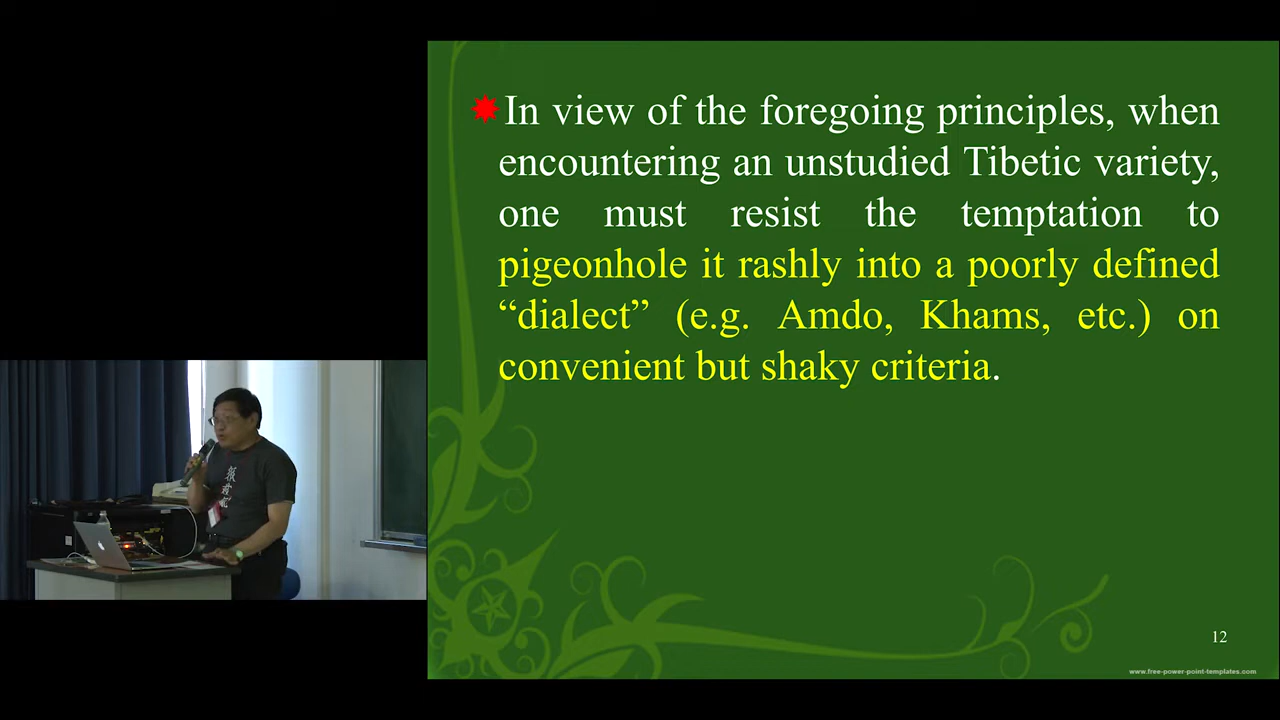 In view of the foregoing principles, when
encountering an unstudied Tibetic variety,
one must resist the temptation to
pigeonhole it rashly into a poorly defined
“dialect” (e.g. Amdo, Khams, etc.) on
convenient but shaky criteria.
12
www.free-power-point-templates.com